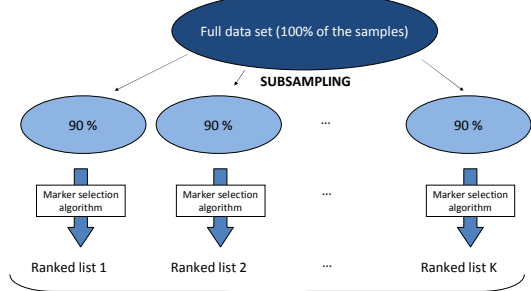 Full data set (100% of the samples)
SUBSAMPLING
90 % 90 % ... 90 %
Marker selection algorithm Marker selection algorithm ... Marker selection algorithm
Ranked list 1 Ranked list 2 ... Ranked list K